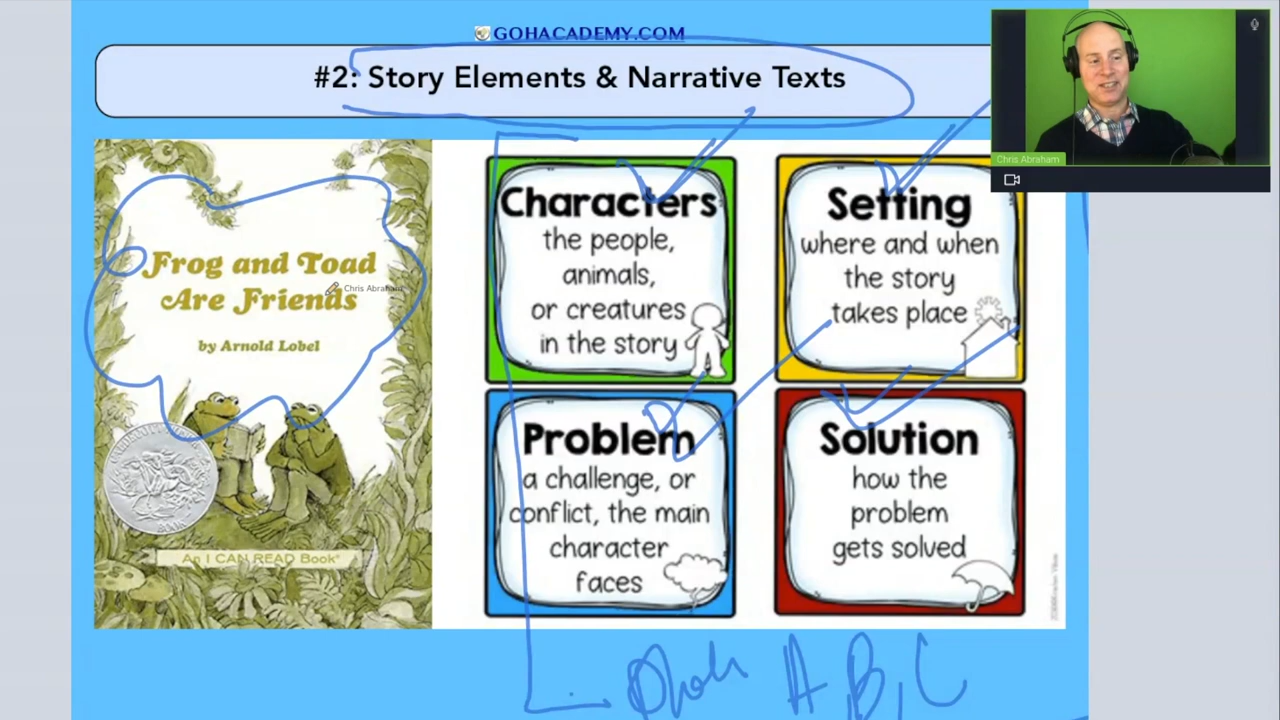 GOHACADEMY.COM
#2: Story Elements & Narrative Texts
Chris Abraham
Frog and Toad
Are Friends
Chris Abraham
by Arnold Lobel
An I CAN READ Book®
Characters
the people,
animals,
or creatures
in the story
Setting
where and when
the story
takes place
Problem
a challenge, or
conflict, the main
character
faces
Solution
how the
problem
gets solved
A B, C